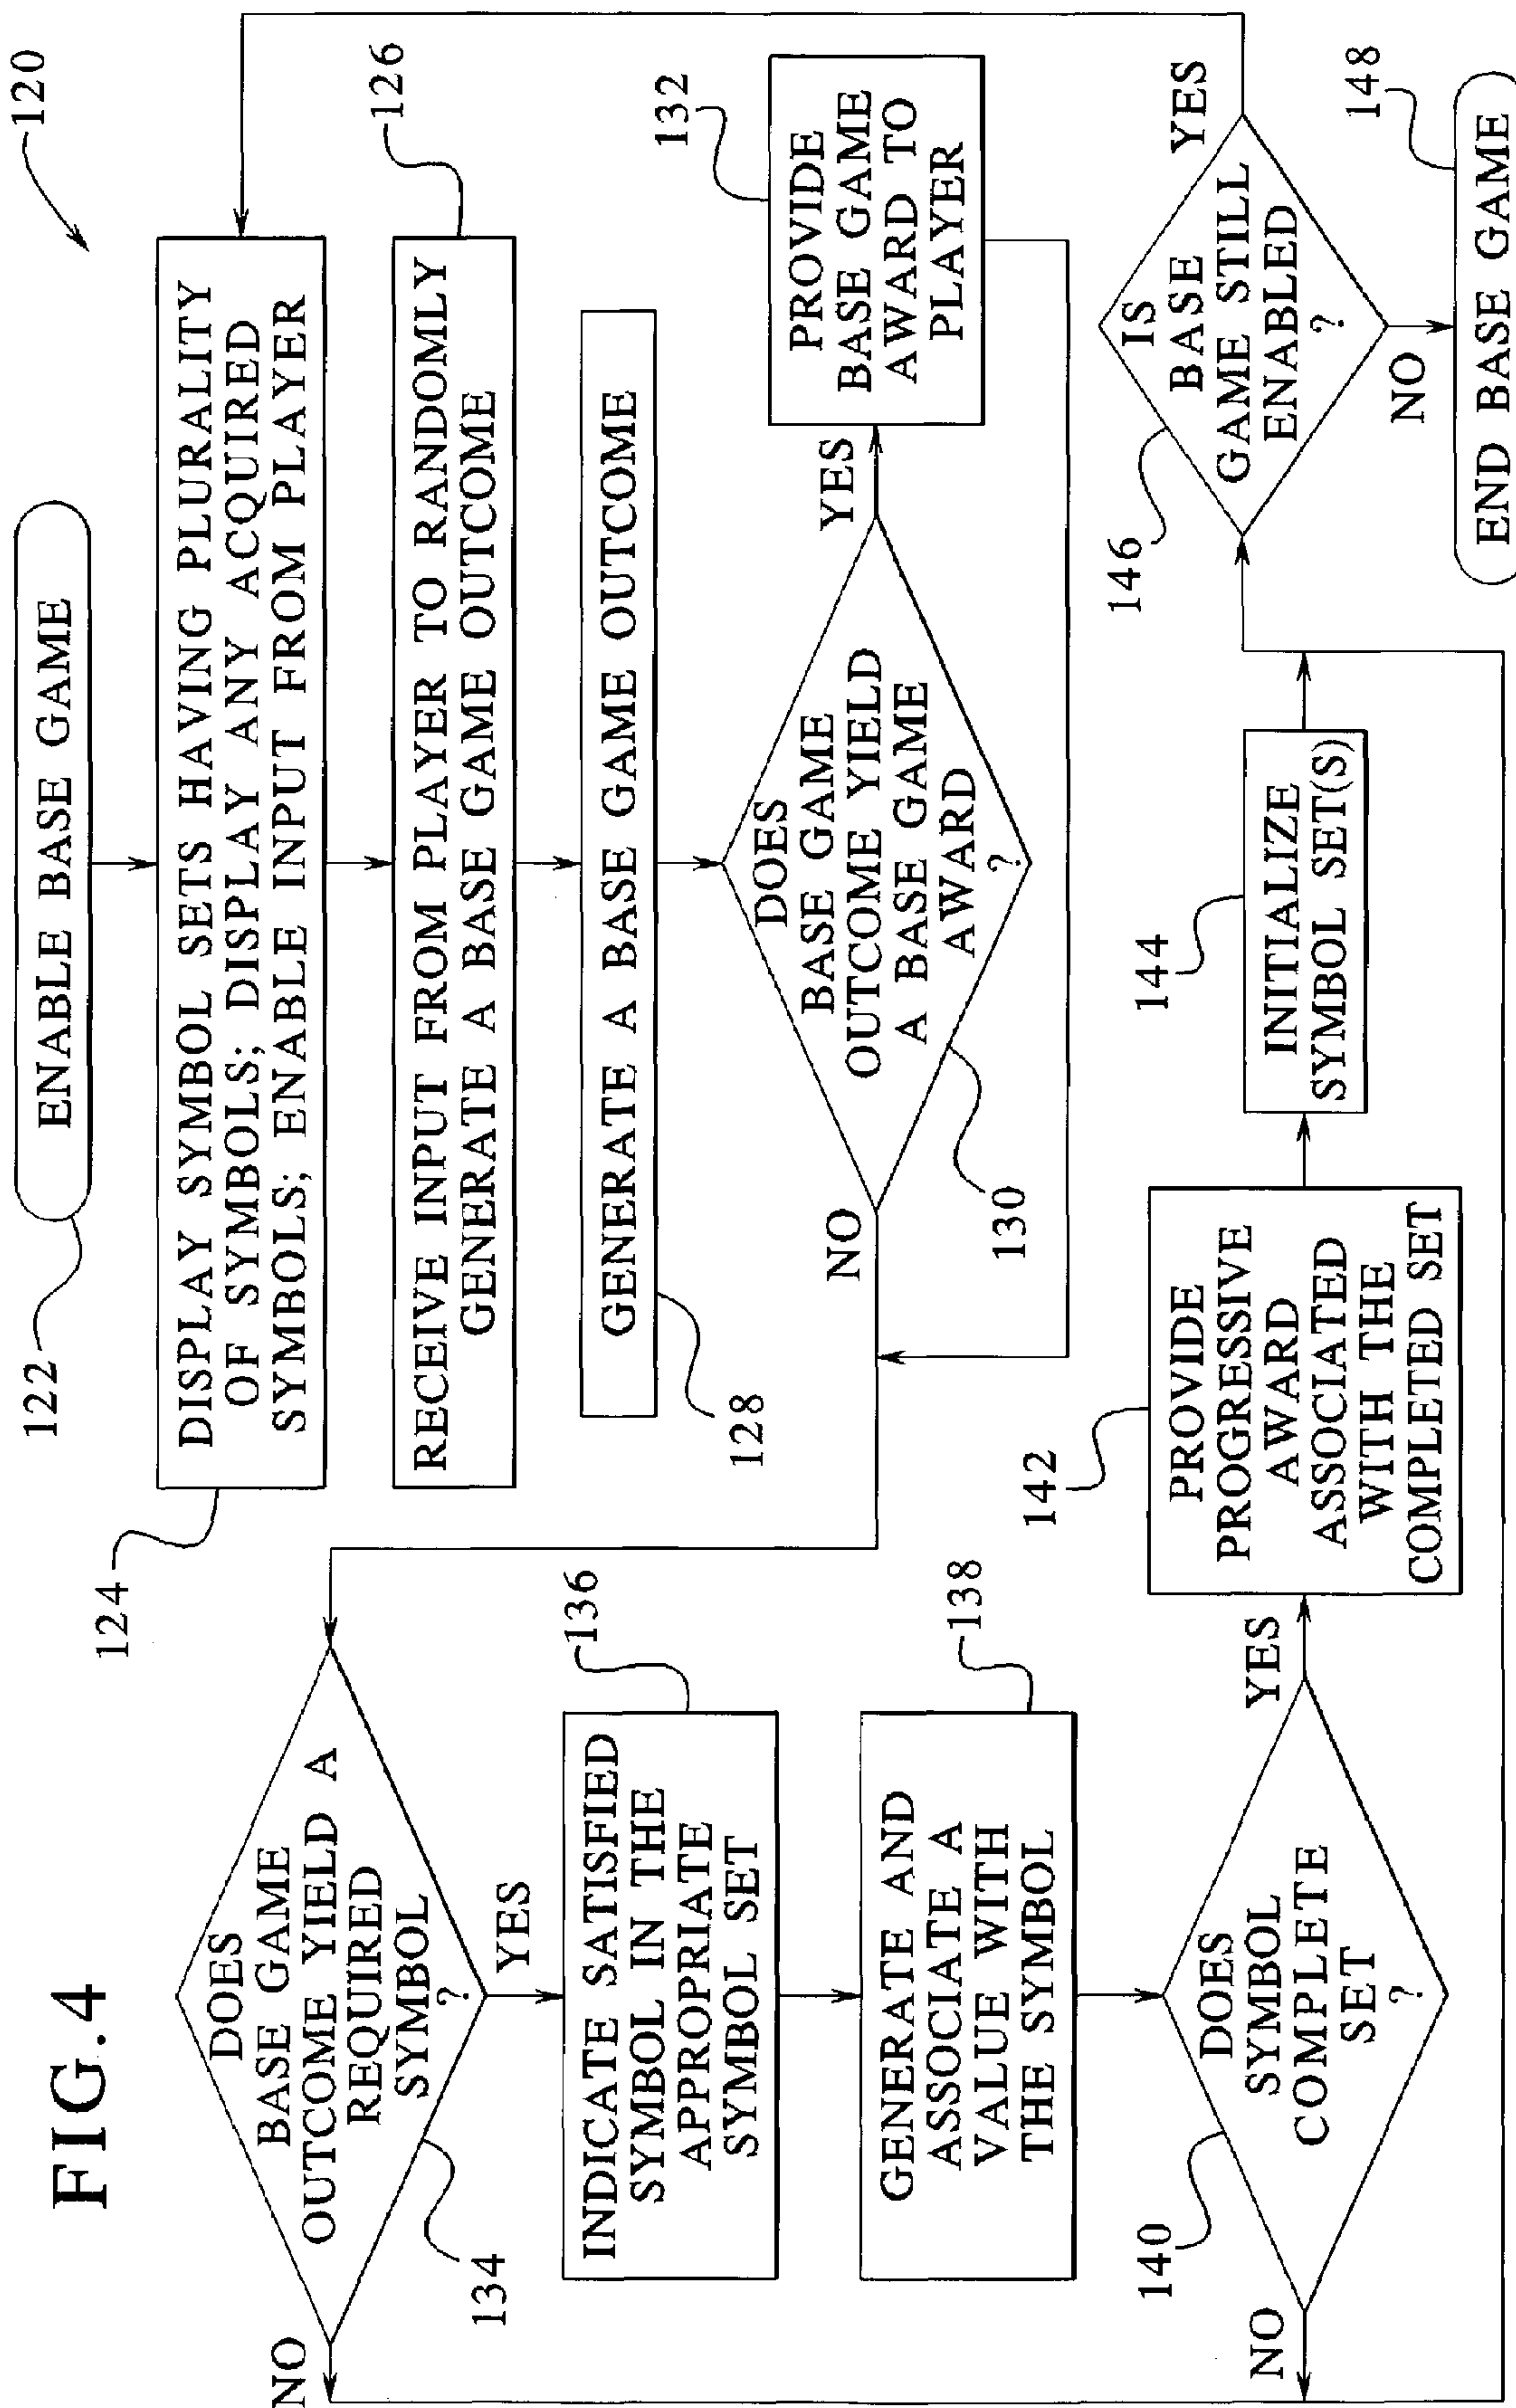 FIG.4
120
122
ENABLE BASE GAME
124
DISPLAY SYMBOL SETS HAVING PLURALITY
OF SYMBOLS; DISPLAY ANY ACQUIRED
SYMBOLS; ENABLE INPUT FROM PLAYER
126
RECEIVE INPUT FROM PLAYER TO RANDOMLY
GENERATE A BASE GAME OUTCOME
128
GENERATE A BASE GAME OUTCOME
130
DOES
BASE GAME
OUTCOME YIELD
A BASE GAME
AWARD
?
YES
NO
132
PROVIDE
BASE GAME
AWARD TO
PLAYER
134
DOES
BASE GAME
OUTCOME YIELD A
REQUIRED
SYMBOL
?
NO
YES
136
INDICATE SATISFIED
SYMBOL IN THE
APPROPRIATE
SYMBOL SET
138
GENERATE AND
ASSOCIATE A
VALUE WITH
THE SYMBOL
140
DOES
SYMBOL
COMPLETE
SET
?
NO
YES
142
PROVIDE
PROGRESSIVE
AWARD
ASSOCIATED
WITH THE
COMPLETED SET
144
INITIALIZE
SYMBOL SET(S)
146
IS
BASE
GAME STILL
ENABLED
?
YES
NO
148
END BASE GAME